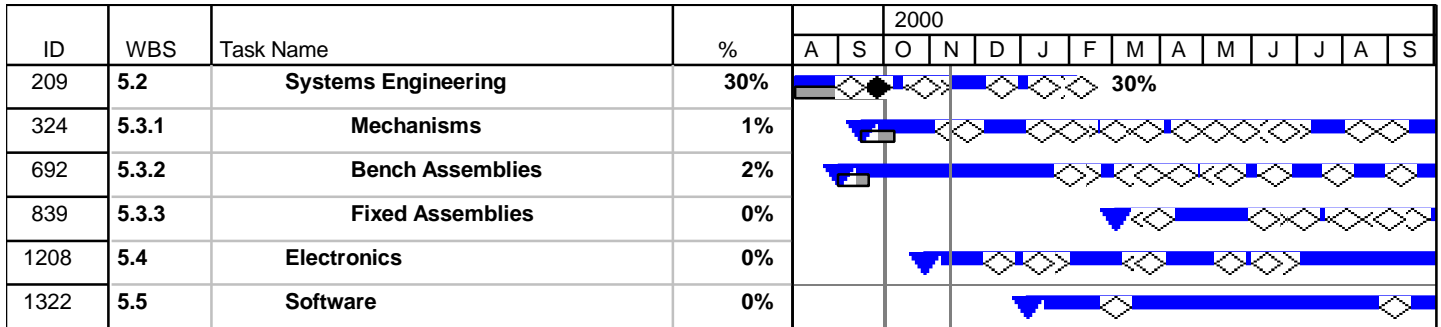 2000
ID WBS Task Name % A S O N D J F M A M J J A S
209 5.2 Systems Engineering 30% 30%
324 5.3.1 Mechanisms 1%
692 5.3.2 Bench Assemblies 2%
839 5.3.3 Fixed Assemblies 0%
1208 5.4 Electronics 0%
1322 5.5 Software 0%